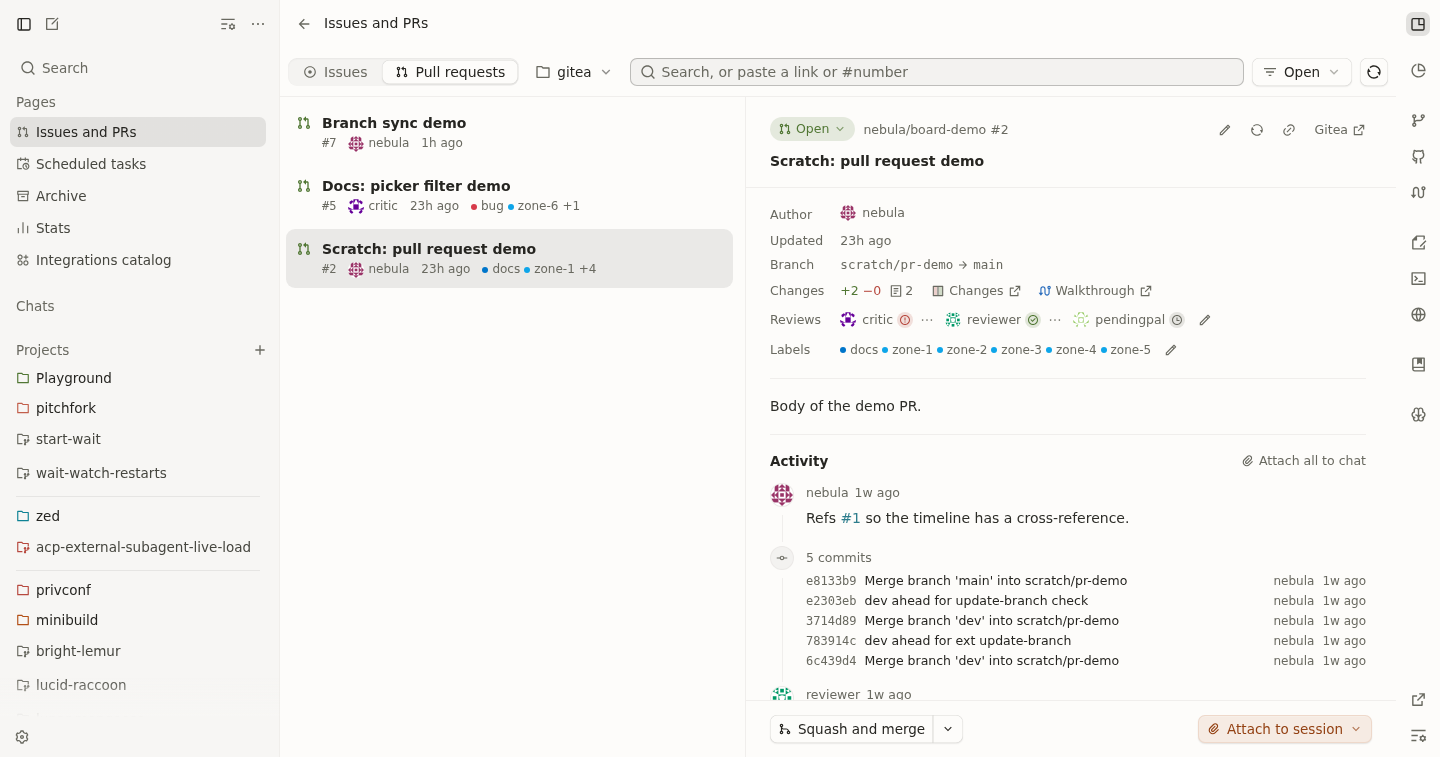 Issues and PRs
Search
Pages
Issues and PRs
Scheduled tasks
Archive
Stats
Integrations catalog
Chats
Projects
Playground
pitchfork
start-wait
wait-watch-restarts
zed
acp-external-subagent-live-load
privconf
minibuild
bright-lemur
lucid-raccoon
Issues
Pull requests
gitea
Search, or paste a link or #number
Open
Branch sync demo
#7 nebula 1h ago
Docs: picker filter demo
#5 critic 23h ago bug zone-6 +1
Scratch: pull request demo
#2 nebula 23h ago docs zone-1 +4
Open nebula/board-demo #2 Gitea
Scratch: pull request demo
Author nebula
Updated 23h ago
Branch scratch/pr-demo → main
Changes +2 −0 2 Changes Walkthrough
Reviews critic ··· reviewer ··· pendingpal
Labels docs zone-1 zone-2 zone-3 zone-4 zone-5
Body of the demo PR.
Activity Attach all to chat
nebula 1w ago
Refs #1 so the timeline has a cross-reference.
5 commits
e8133b9 Merge branch 'main' into scratch/pr-demo nebula 1w ago
e2303eb dev ahead for update-branch check nebula 1w ago
3714d89 Merge branch 'dev' into scratch/pr-demo nebula 1w ago
783914c dev ahead for ext update-branch nebula 1w ago
6c439d4 Merge branch 'dev' into scratch/pr-demo nebula 1w ago
reviewer 1w ago
Squash and merge
Attach to session